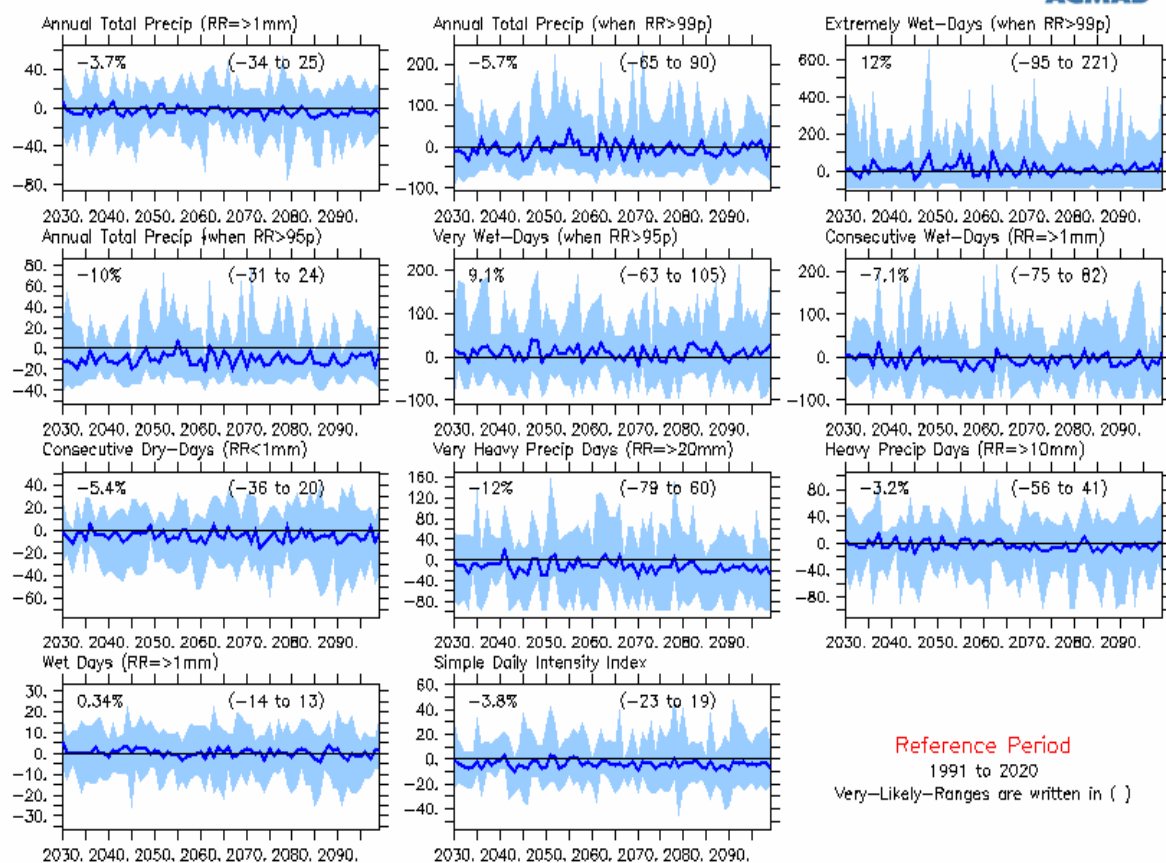 ACMAD
Annual Total Precip (RR=>1mm)
Annual Total Precip (when RR>99p)
Extremely Wet-Days (when RR>99p)
-3.7% (-34 to 25)
40.
0.
-40.
-80.
-5.7% (-65 to 90)
200.
100.
0.
-100.
12% (-95 to 221)
600.
400.
200.
0.
2030. 2040. 2050. 2060. 2070. 2080. 2090.
2030. 2040. 2050. 2060. 2070. 2080. 2090.
2030. 2040. 2050. 2060. 2070. 2080. 2090.
Annual Total Precip (when RR>95p)
Very Wet-Days (when RR>95p)
Consecutive Wet-Days (RR=>1mm)
-10% (-31 to 24)
80.
60.
40.
20.
0.
-20.
-40.
9.1% (-63 to 105)
200.
100.
0.
-100.
-7.1% (-75 to 82)
200.
100.
0.
-100.
2030. 2040. 2050. 2060. 2070. 2080. 2090.
2030. 2040. 2050. 2060. 2070. 2080. 2090.
2030. 2040. 2050. 2060. 2070. 2080. 2090.
Consecutive Dry-Days (RR<1mm)
Very Heavy Precip Days (RR=>20mm)
Heavy Precip Days (RR=>10mm)
-5.4% (-36 to 20)
40.
20.
0.
-20.
-40.
-60.
-12% (-79 to 60)
160.
120.
80.
40.
0.
-40.
-80.
-3.2% (-56 to 41)
80.
40.
0.
-40.
-80.
2030. 2040. 2050. 2060. 2070. 2080. 2090.
2030. 2040. 2050. 2060. 2070. 2080. 2090.
2030. 2040. 2050. 2060. 2070. 2080. 2090.
Wet Days (RR=>1mm)
Simple Daily Intensity Index
0.34% (-14 to 13)
30.
20.
10.
0.
-10.
-20.
-30.
-3.8% (-23 to 19)
60.
40.
20.
0.
-20.
-40.
2030. 2040. 2050. 2060. 2070. 2080. 2090.
2030. 2040. 2050. 2060. 2070. 2080. 2090.
Reference Period
1991 to 2020
Very-Likely-Ranges are written in ( )